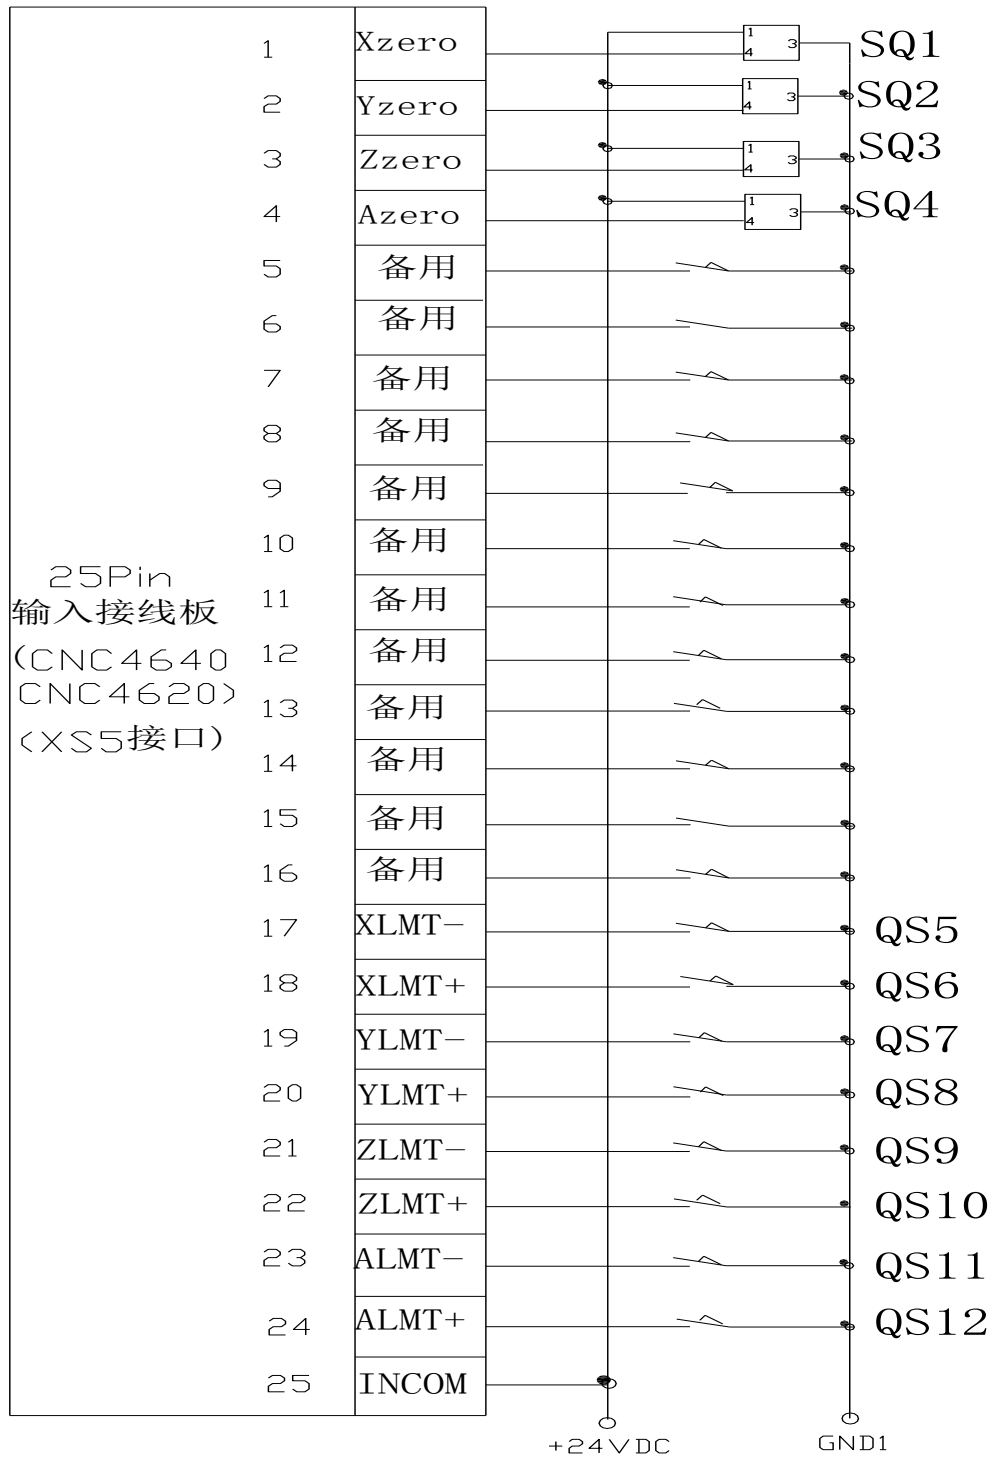 1 Xzero 1 4 3 SQ1
2 Yzero 1 4 3 SQ2
3 Zzero 1 4 3 SQ3
4 Azero 1 4 3 SQ4
5 备用
6 备用
7 备用
8 备用
9 备用
10 备用
11 备用
12 备用
13 备用
14 备用
15 备用
16 备用
17 XLMT- QS5
18 XLMT+ QS6
19 YLMT- QS7
20 YLMT+ QS8
21 ZLMT- QS9
22 ZLMT+ QS10
23 ALMT- QS11
24 ALMT+ QS12
25 INCOM
25Pin
输入接线板
(CNC4640
CNC4620)
(XS5接口)
+24VDC
GND1